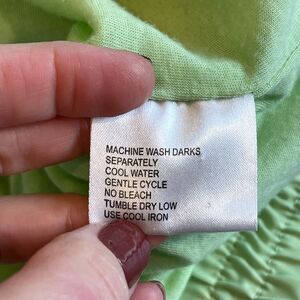 MACHINE WASH DARKS
SEPARATELY
COOL WATER
GENTLE CYCLE
NO BLEACH
TUMBLE DRY LOW
USE COOL IRON